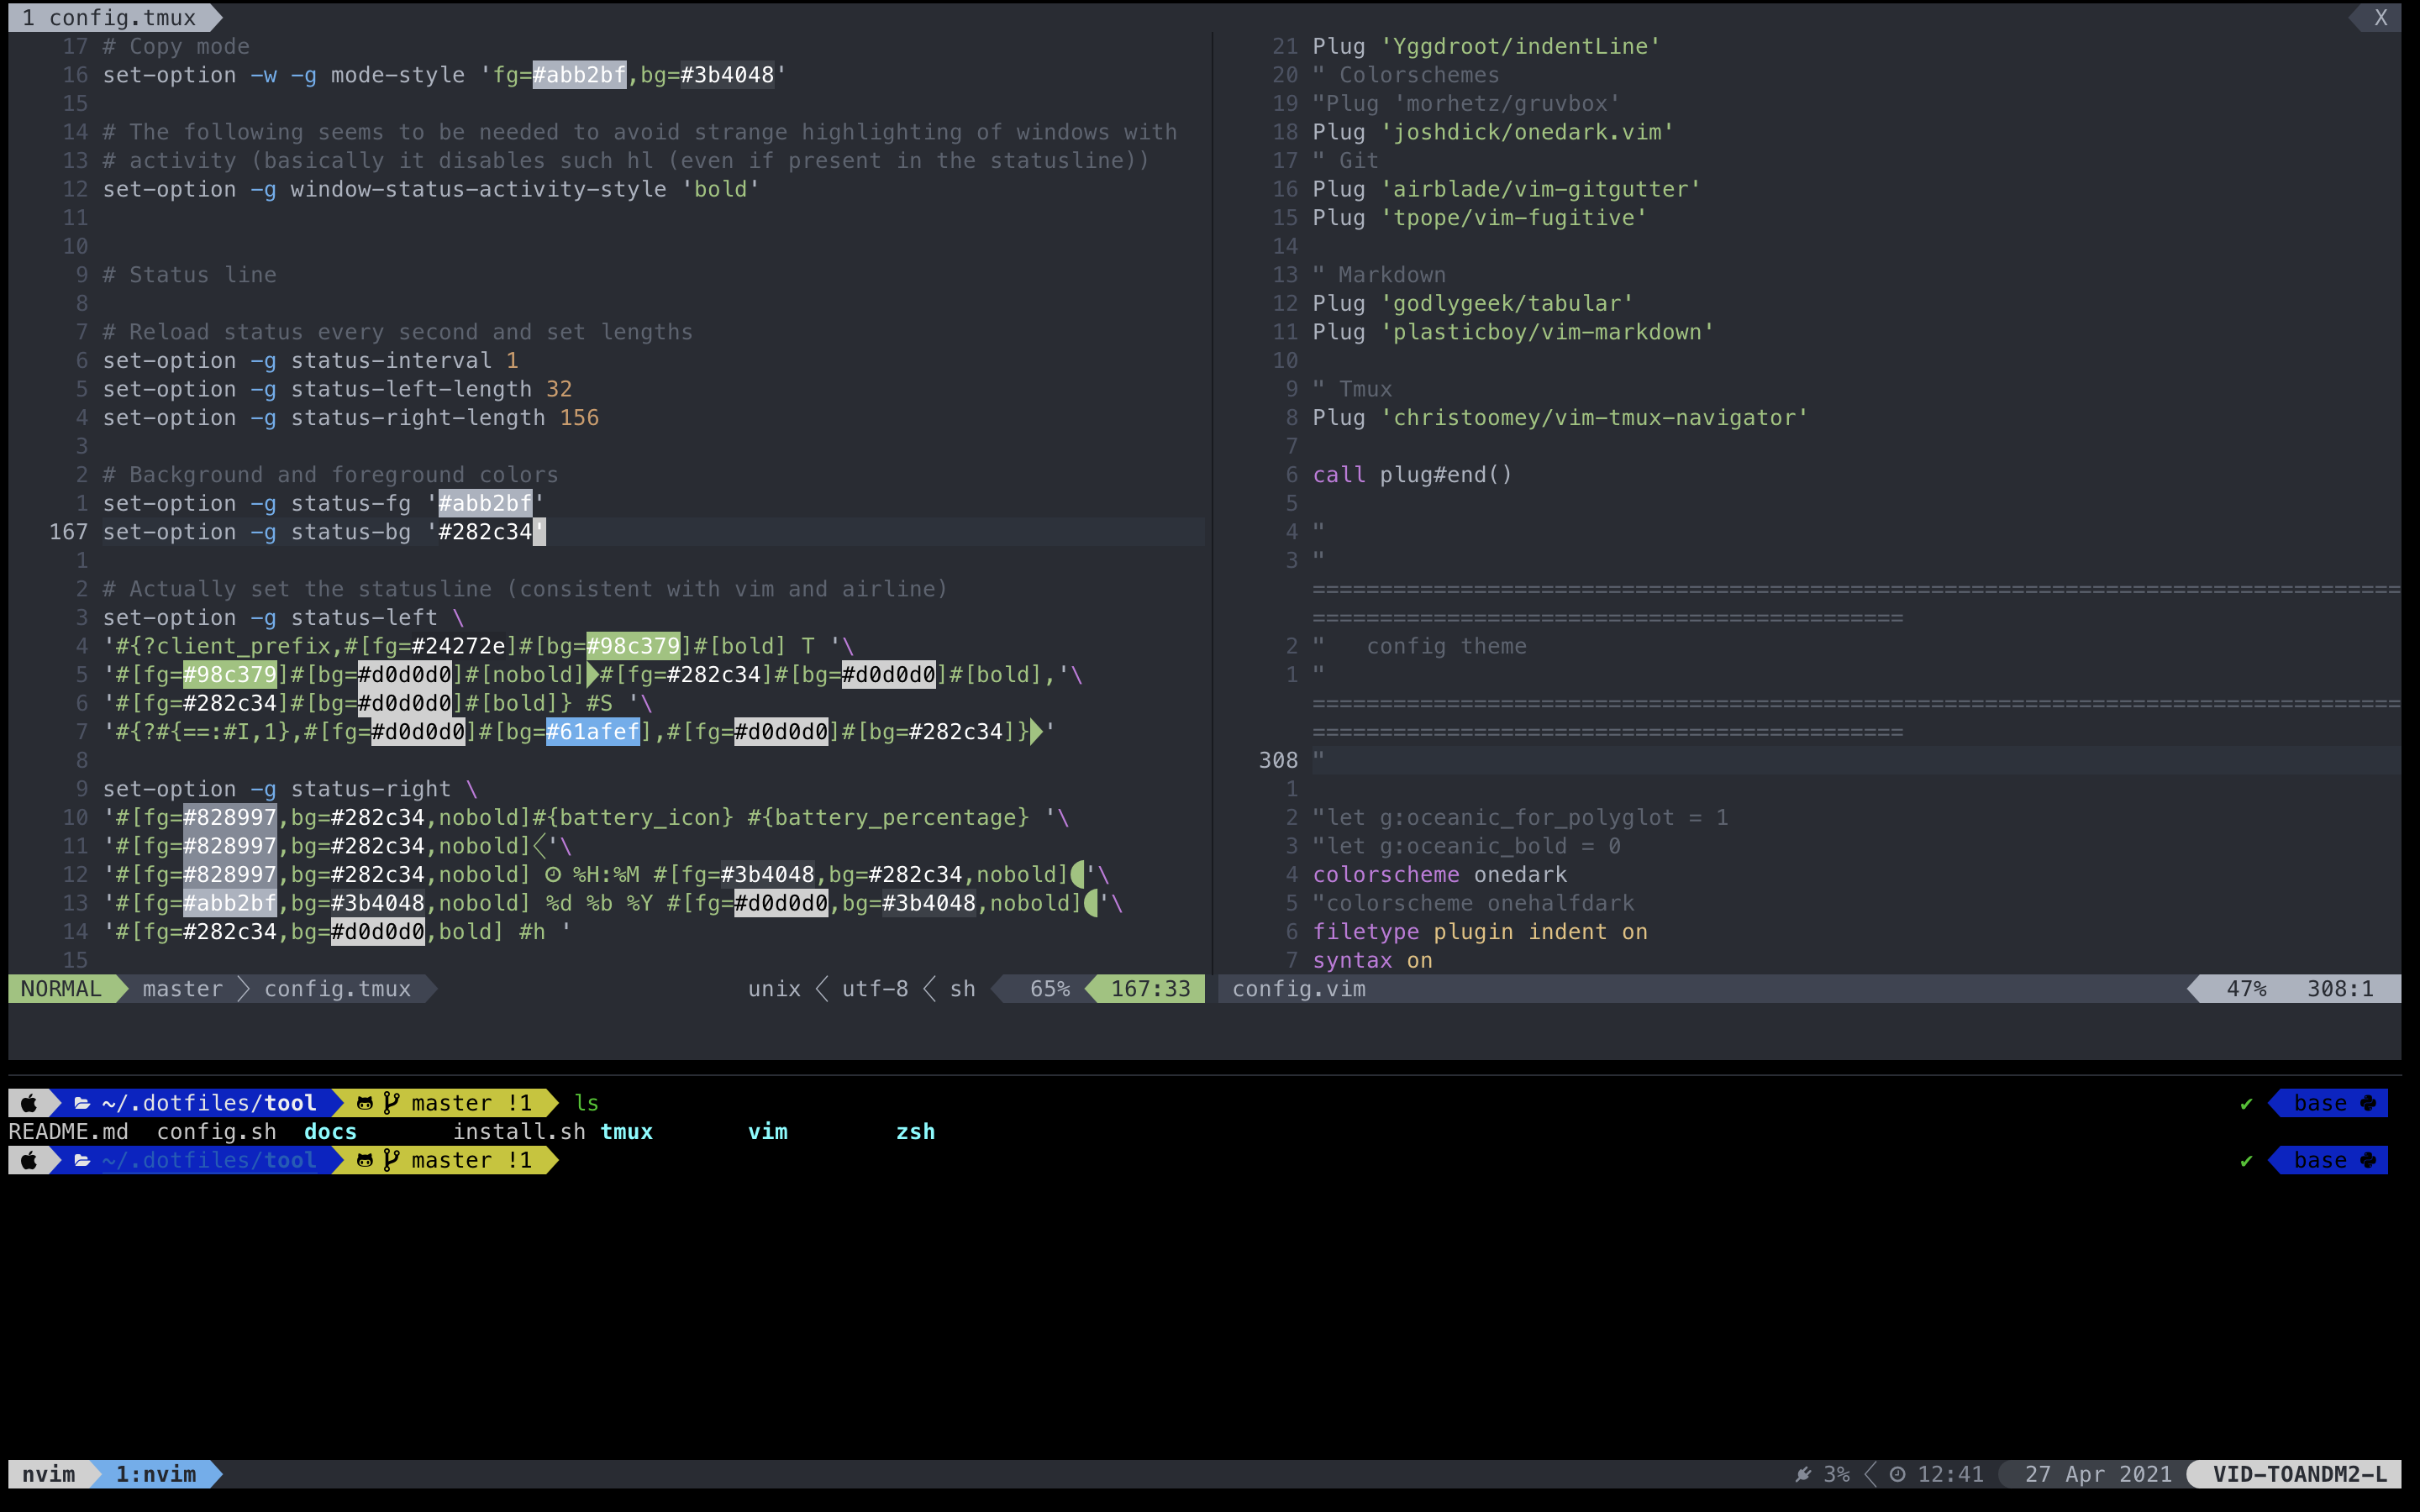 1 config.tmux X
17 # Copy mode
16 set-option -w -g mode-style 'fg=#abb2bf,bg=#3b4048'
15
14 # The following seems to be needed to avoid strange highlighting of windows with
13 # activity (basically it disables such hl (even if present in the statusline))
12 set-option -g window-status-activity-style 'bold'
11
10
9 # Status line
8
7 # Reload status every second and set lengths
6 set-option -g status-interval 1
5 set-option -g status-left-length 32
4 set-option -g status-right-length 156
3
2 # Background and foreground colors
1 set-option -g status-fg '#abb2bf'
167 set-option -g status-bg '#282c34'
1
2 # Actually set the statusline (consistent with vim and airline)
3 set-option -g status-left \
4 '#{?client_prefix,#[fg=#24272e]#[bg=#98c379]#[bold] T '\
5 '#[fg=#98c379]#[bg=#d0d0d0]#[nobold]#[fg=#282c34]#[bg=#d0d0d0]#[bold],'\
6 '#[fg=#282c34]#[bg=#d0d0d0]#[bold]} #S '\
7 '#{?#{==:#I,1},#[fg=#d0d0d0]#[bg=#61afef],#[fg=#d0d0d0]#[bg=#282c34]}'
8
9 set-option -g status-right \
10 '#[fg=#828997,bg=#282c34,nobold]#{battery_icon} #{battery_percentage} '\
11 '#[fg=#828997,bg=#282c34,nobold]'\
12 '#[fg=#828997,bg=#282c34,nobold] %H:%M #[fg=#3b4048,bg=#282c34,nobold]'\
13 '#[fg=#abb2bf,bg=#3b4048,nobold] %d %b %Y #[fg=#d0d0d0,bg=#3b4048,nobold]'\
14 '#[fg=#282c34,bg=#d0d0d0,bold] #h '
15
NORMAL master config.tmux unix utf-8 sh 65% 167:33
21 Plug 'Yggdroot/indentLine'
20 " Colorschemes
19 "Plug 'morhetz/gruvbox'
18 Plug 'joshdick/onedark.vim'
17 " Git
16 Plug 'airblade/vim-gitgutter'
15 Plug 'tpope/vim-fugitive'
14
13 " Markdown
12 Plug 'godlygeek/tabular'
11 Plug 'plasticboy/vim-markdown'
10
9 " Tmux
8 Plug 'christoomey/vim-tmux-navigator'
7
6 call plug#end()
5
4 "
3 "
=================================================================================
============================================
2 "   config theme
1 "
=================================================================================
============================================
308 "
1
2 "let g:oceanic_for_polyglot = 1
3 "let g:oceanic_bold = 0
4 colorscheme onedark
5 "colorscheme onehalfdark
6 filetype plugin indent on
7 syntax on
config.vim 47% 308:1
~/.dotfiles/tool master !1 ls ✔ base
README.md config.sh docs install.sh tmux vim zsh
~/.dotfiles/tool master !1 ✔ base
nvim 1:nvim 3% 12:41 27 Apr 2021 VID-TOANDM2-L